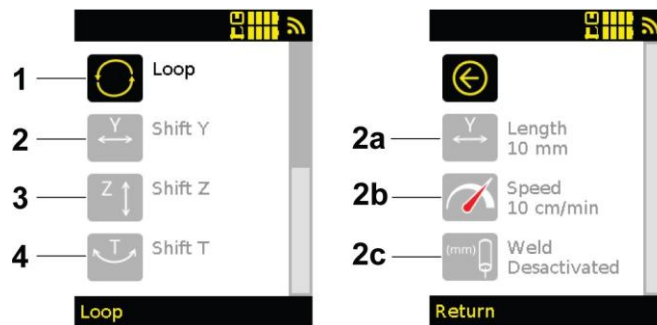 1
Loop
2
Y
Shift Y
3
Z
Shift Z
4
T
Shift T
Loop
2a
Y
Length
10 mm
2b
Speed
10 cm/min
2c
(mm)
Weld
Desactivated
Return